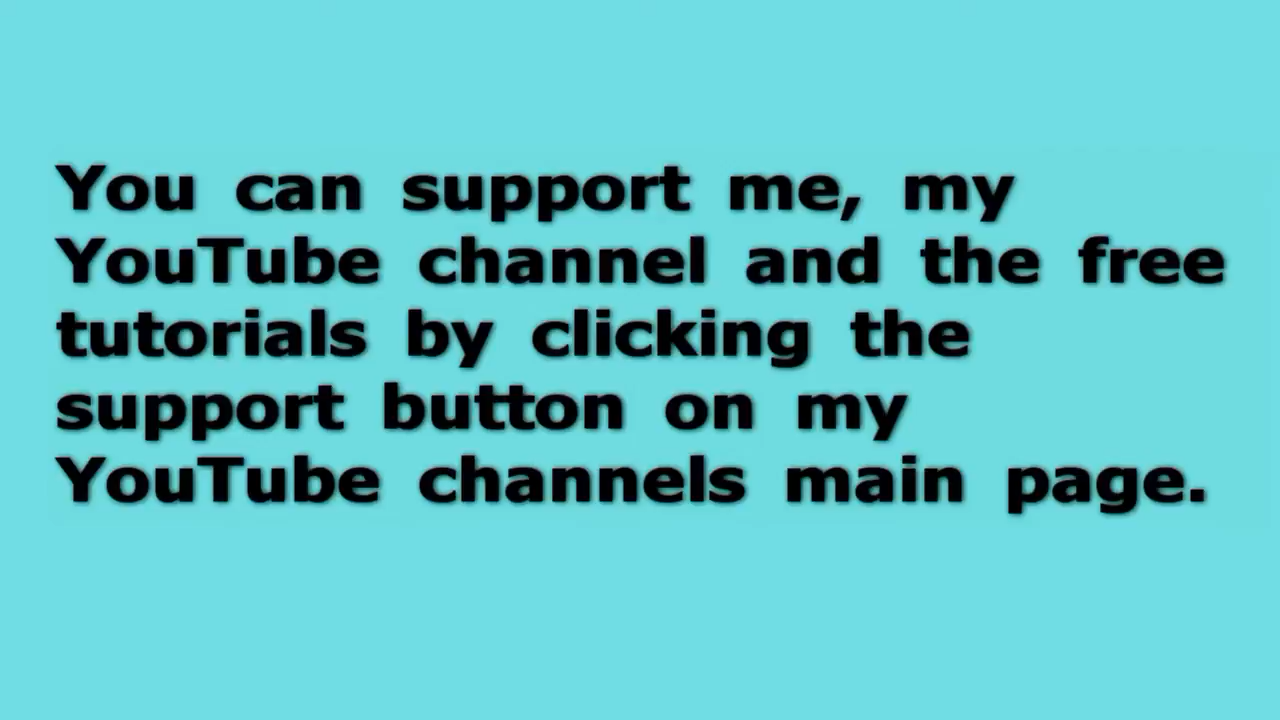 You can support me, my
YouTube channel and the free
tutorials by clicking the
support button on my
YouTube channels main page.